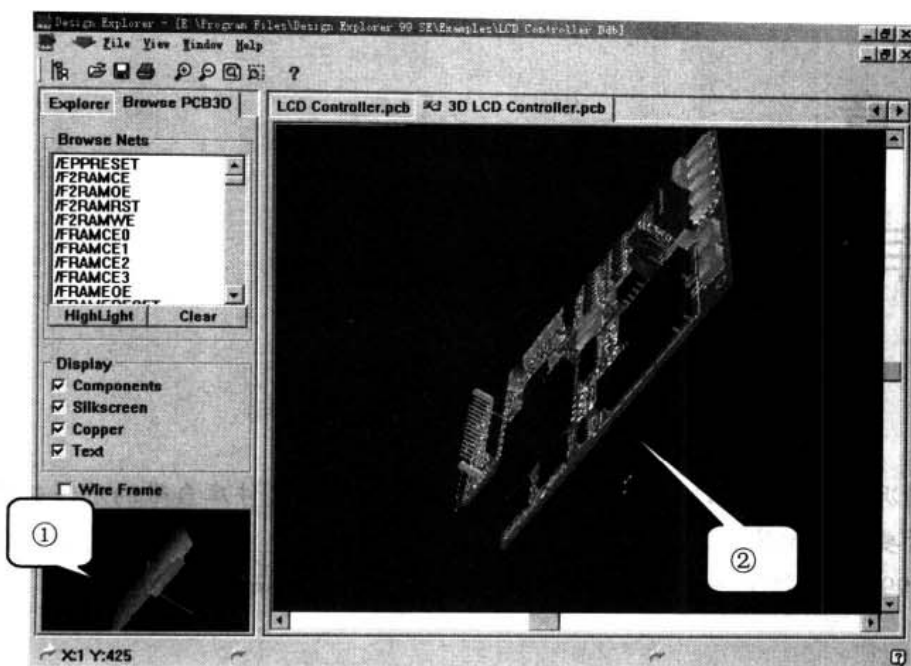 Design Explorer - [E:\Program Files\Design Explorer 99 SE\Examples\LCD Controller Ddb]
File View Window Help
?
Explorer Browse PCB3D
LCD Controller.pcb 3D LCD Controller.pcb
Browse Nets
/EPPRESET
/F2RAMCE
/F2RAMOE
/F2RAMRST
/F2RAMWE
/FRAMCE0
/FRAMCE1
/FRAMCE2
/FRAMCE3
/FRAMEOE
HighLight Clear
Display
Components
Silkscreen
Copper
Text
Wire Frame
①
②
X:1 Y:425
?